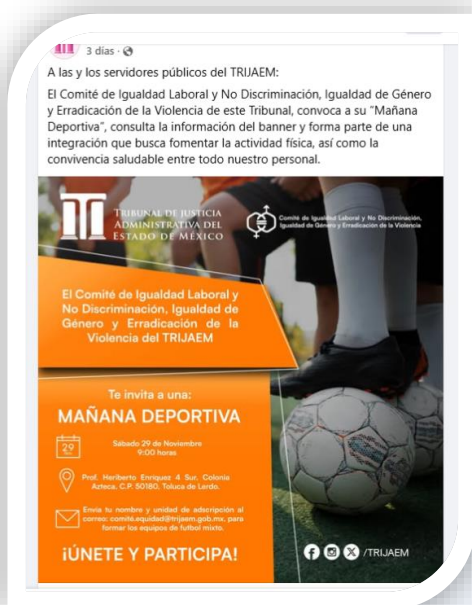 3 días ·
A las y los servidores públicos del TRIJAEM:
El Comité de Igualdad Laboral y No Discriminación, Igualdad de Género
y Erradicación de la Violencia de este Tribunal, convoca a su "Mañana
Deportiva", consulta la información del banner y forma parte de una
integración que busca fomentar la actividad física, así como la
convivencia saludable entre todo nuestro personal.
TRIBUNAL DE JUSTICIA
ADMINISTRATIVA DEL
ESTADO DE MÉXICO
Comité de Igualdad Laboral y No Discriminación,
Igualdad de Género y Erradicación de la Violencia
El Comité de Igualdad Laboral y
No Discriminación, Igualdad de
Género y Erradicación de la
Violencia del TRIJAEM
Te invita a una:
MAÑANA DEPORTIVA
29
Sábado 29 de Noviembre
9:00 horas
Prof. Heriberto Enríquez 4 Sur. Colonia
Azteca, C.P. 50180, Toluca de Lerdo.
Envía tu nombre y unidad de adscripción al
correo: comité.equidad@trijaem.gob.mx. para
formar los equipos de futbol mixto.
¡ÚNETE Y PARTICIPA!
/TRIJAEM